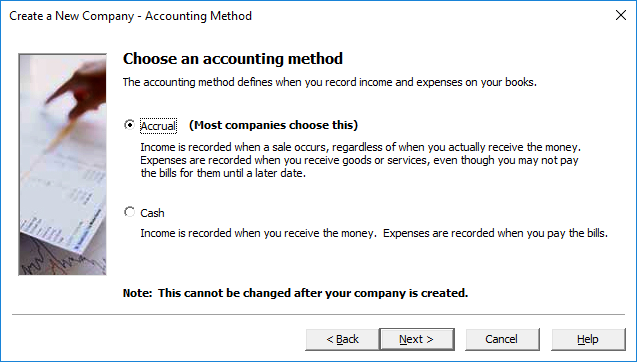 Create a New Company - Accounting Method
Choose an accounting method
The accounting method defines when you record income and expenses on your books.
Accrual (Most companies choose this)
Income is recorded when a sale occurs, regardless of when you actually receive the money.
Expenses are recorded when you receive goods or services, even though you may not pay
the bills for them until a later date.
Cash
Income is recorded when you receive the money. Expenses are recorded when you pay the bills.
Note: This cannot be changed after your company is created.
< Back Next > Cancel Help